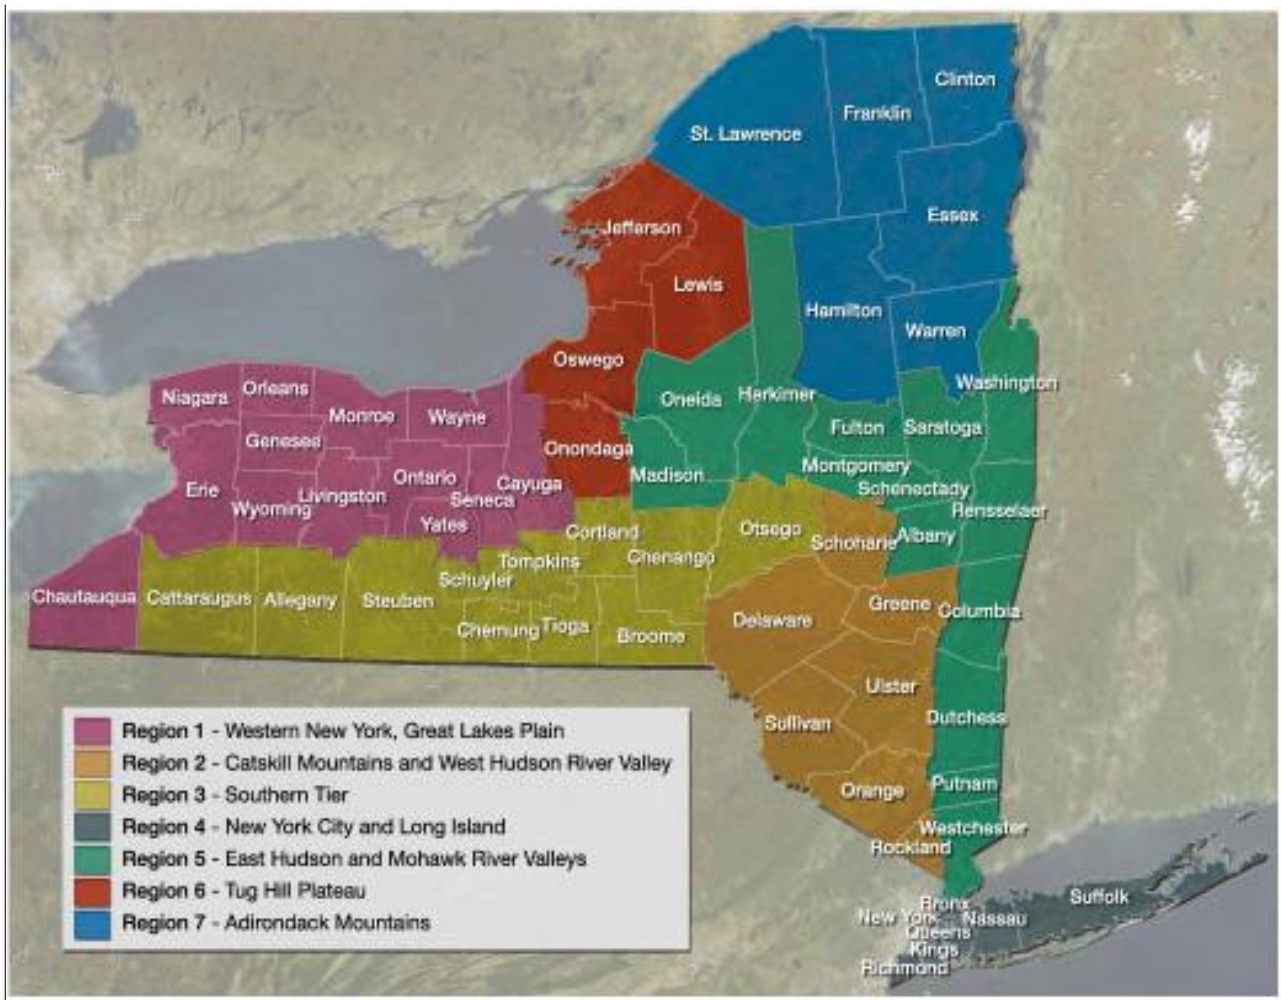 Clinton
Franklin
St. Lawrence
Essex
Jefferson
Lewis
Hamilton
Warren
Oswego
Washington
Niagara
Orleans
Oneida
Herkimer
Monroe
Wayne
Fulton
Saratoga
Genesee
Onondaga
Montgomery
Ontario
Madison
Cayuga
Schenectady
Erie
Livingston
Seneca
Wyoming
Rensselaer
Yates
Cortland
Otsego
Schoharie
Albany
Chenango
Tompkins
Schuyler
Chautauqua
Cattaraugus
Allegany
Steuben
Greene
Columbia
Delaware
Chemung
Tioga
Broome
Ulster
Sullivan
Dutchess
Putnam
Orange
Westchester
Rockland
Suffolk
Bronx
New York
Nassau
Queens
Kings
Richmond
Region 1 - Western New York, Great Lakes Plain
Region 2 - Catskill Mountains and West Hudson River Valley
Region 3 - Southern Tier
Region 4 - New York City and Long Island
Region 5 - East Hudson and Mohawk River Valleys
Region 6 - Tug Hill Plateau
Region 7 - Adirondack Mountains